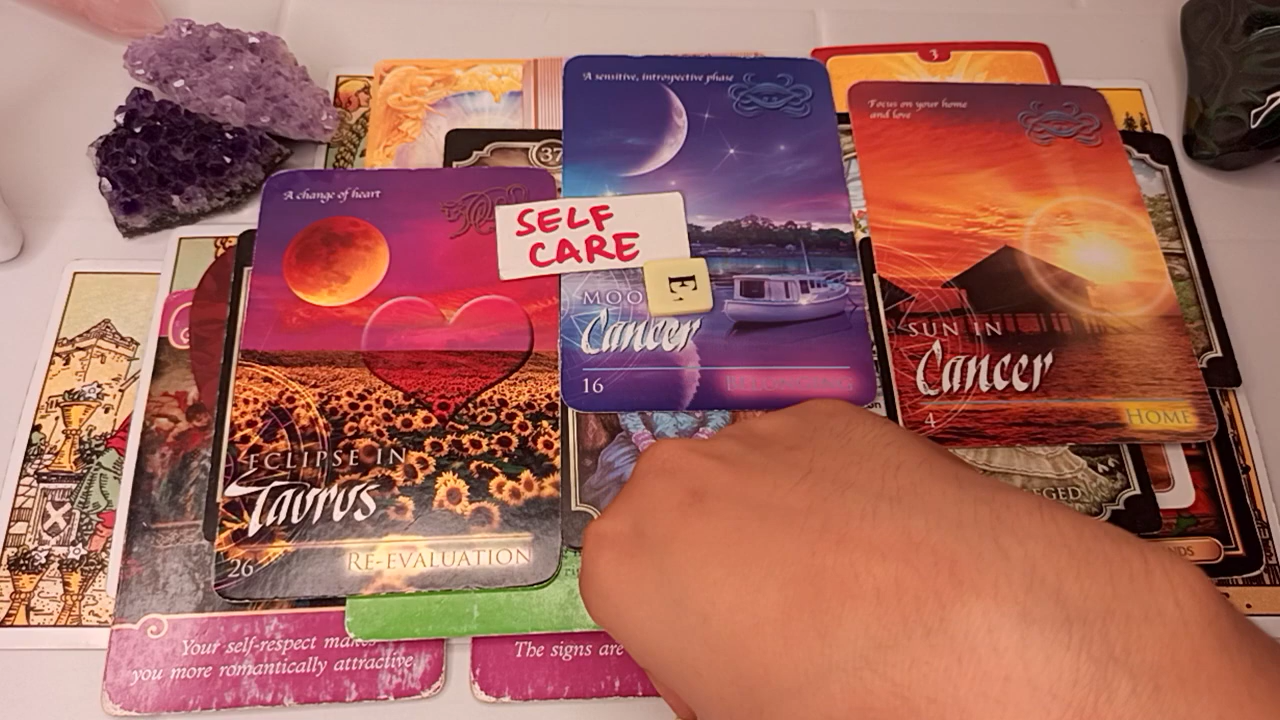 3
A sensitive, introspective phase
Focus on your home
and love
37
A change of heart
SELF
CARE
E
MOO
Cancer
16
SUN IN
Cancer
4
HOME
ECLIPSE IN
Taurus
26
RE-EVALUATION
Your self-respect makes
you more romantically attractive
The signs are